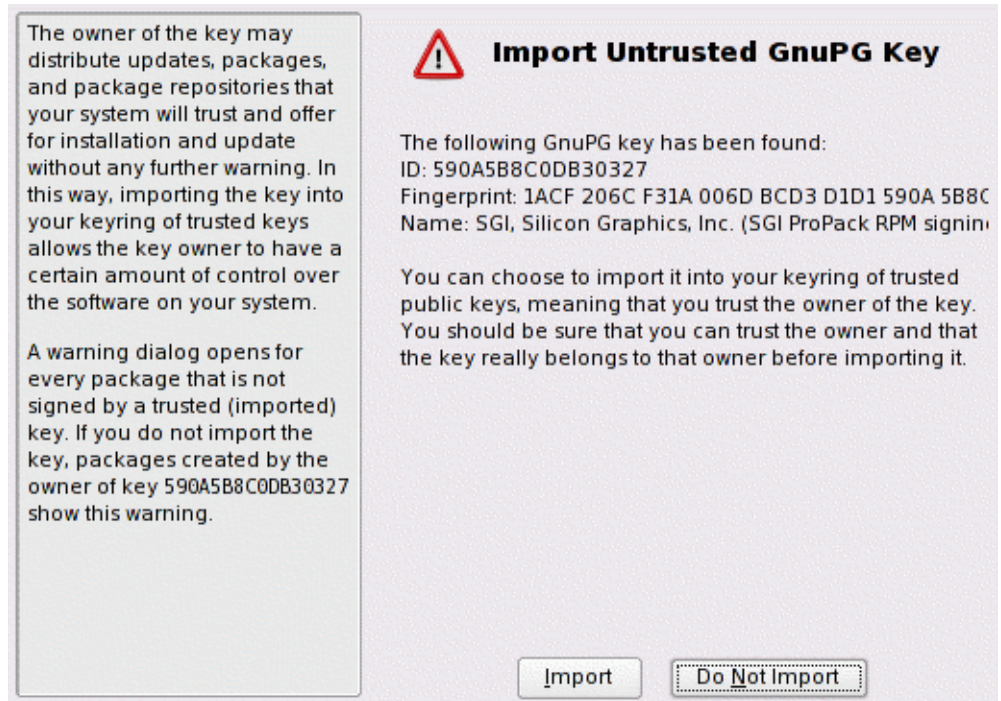 The owner of the key may
distribute updates, packages,
and package repositories that
your system will trust and offer
for installation and update
without any further warning. In
this way, importing the key into
your keyring of trusted keys
allows the key owner to have a
certain amount of control over
the software on your system.
A warning dialog opens for
every package that is not
signed by a trusted (imported)
key. If you do not import the
key, packages created by the
owner of key 590A5B8C0DB30327
show this warning.
Import Untrusted GnuPG Key
The following GnuPG key has been found:
ID: 590A5B8C0DB30327
Fingerprint: 1ACF 206C F31A 006D BCD3 D1D1 590A 5B8C
Name: SGI, Silicon Graphics, Inc. (SGI ProPack RPM signin
You can choose to import it into your keyring of trusted
public keys, meaning that you trust the owner of the key.
You should be sure that you can trust the owner and that
the key really belongs to that owner before importing it.
Import
Do Not Import